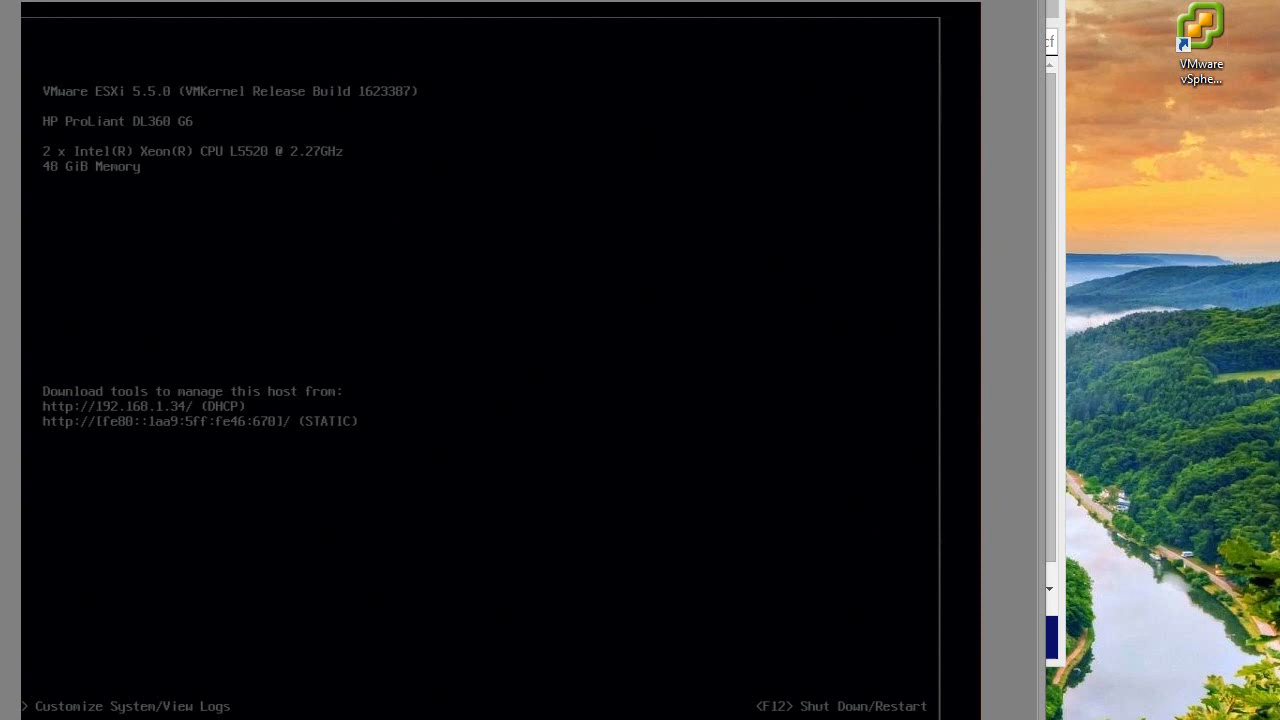 cf
VMware
vSphe...
VMware ESXi 5.5.0 (VMKernel Release Build 1623387)
HP ProLiant DL360 G6
2 x Intel(R) Xeon(R) CPU L5520 @ 2.27GHz
48 GiB Memory
Download tools to manage this host from:
http://192.168.1.34/ (DHCP)
http://[fe80::1aa9:5ff:fe46:678]/ (STATIC)
> Customize System/View Logs
<F12> Shut Down/Restart